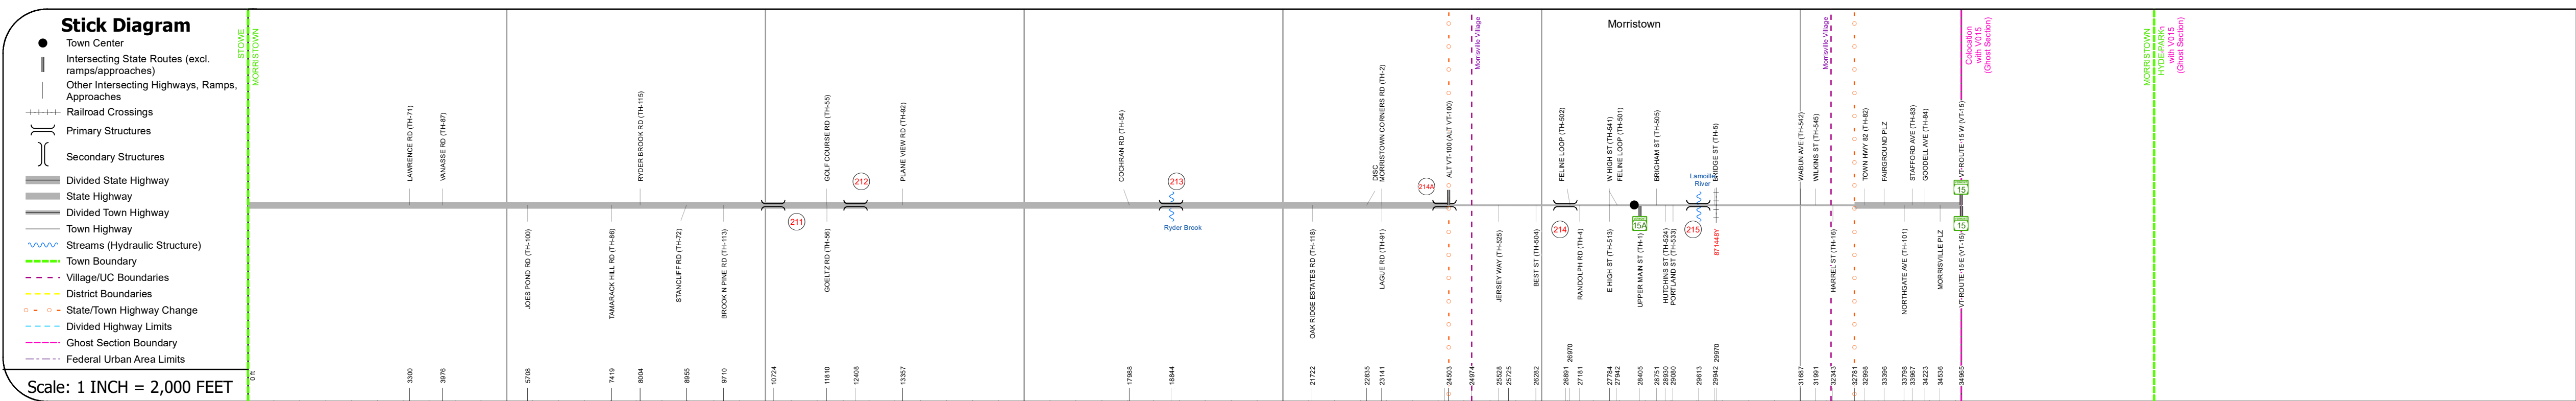 Stick Diagram
Town Center
Intersecting State Routes (excl.
ramps/approaches)
Other Intersecting Highways, Ramps,
Approaches
Railroad Crossings
Primary Structures
Secondary Structures
Divided State Highway
State Highway
Divided Town Highway
Town Highway
Streams (Hydraulic Structure)
Town Boundary
Village/UC Boundaries
District Boundaries
State/Town Highway Change
Divided Highway Limits
Ghost Section Boundary
Federal Urban Area Limits
Scale: 1 INCH = 2,000 FEET
STOWE
MORRISTOWN
Morristown
Morrisville Village
Morrisville Village
Colocation
with V015
(Ghost Section)
MORRISTOWN
HYDE PARK
with V015
(Ghost Section)
LAWRENCE RD (TH-71)
VANASSE RD (TH-87)
RYDER BROOK RD (TH-115)
GOLF COURSE RD (TH-55)
PLANE VIEW RD (TH-92)
COCHRAN RD (TH-54)
DISC
MORRISTOWN CORNERS RD (TH-2)
ALT VT-100 (ALT VT-100)
FELINE LOOP (TH-502)
W HIGH ST (TH-541)
FELINE LOOP (TH-501)
BRIGHAM ST (TH-505)
BRIDGE ST (TH-5)
WABUN AVE (TH-542)
WILKINS ST (TH-545)
TOWN HWY 82 (TH-82)
FAIRGROUND PLZ
STAFFORD AVE (TH-83)
GOODELL AVE (TH-84)
VT-ROUTE-15 W (VT-15)
212
213
214A
Lamoille
River
15
211
Ryder Brook
214
15A
215
871448Y
15
JOES POND RD (TH-100)
TAMARACK HILL RD (TH-86)
STANCLIFF RD (TH-72)
BROOK N PINE RD (TH-113)
GOELTZ RD (TH-56)
OAK RIDGE ESTATES RD (TH-118)
LAGUE RD (TH-91)
JERSEY WAY (TH-525)
BEST ST (TH-504)
RANDOLPH RD (TH-4)
E HIGH ST (TH-513)
UPPER MAIN ST (TH-1)
HUTCHINS ST (TH-524)
PORTLAND ST (TH-533)
HARREL ST (TH-16)
NORTHGATE AVE (TH-101)
MORRISVILLE PLZ
VT-ROUTE-15 E (VT-15)
0 ft
3300
3976
5708
7419
8004
8955
9710
10724
11810
12408
13357
17988
18844
21722
22835
23141
24503
24974
25528
25725
26282
26891
26970
27181
27784
27942
28405
28751
28930
29080
29613
29942
29970
31687
31991
32343
32781
32998
33396
33798
33967
34223
34536
34965